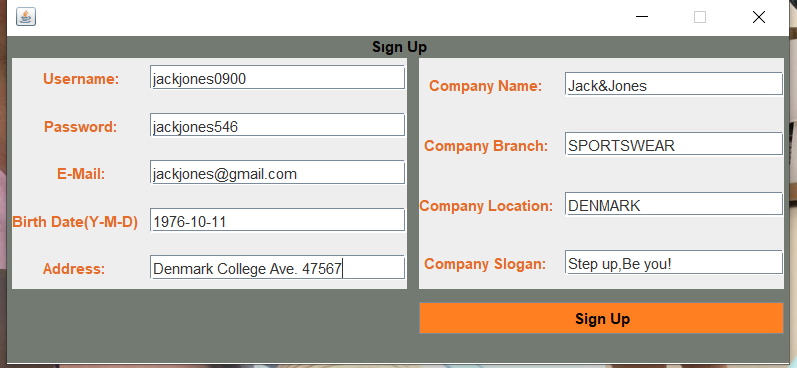 Sign Up
Username: jackjones0900
Password: jackjones546
E-Mail: jackjones@gmail.com
Birth Date(Y-M-D) 1976-10-11
Address: Denmark College Ave. 47567
Company Name: Jack&Jones
Company Branch: SPORTSWEAR
Company Location: DENMARK
Company Slogan: Step up,Be you!
Sign Up